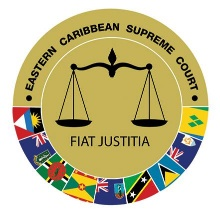 • EASTERN CARIBBEAN SUPREME COURT •
FIAT JUSTITIA